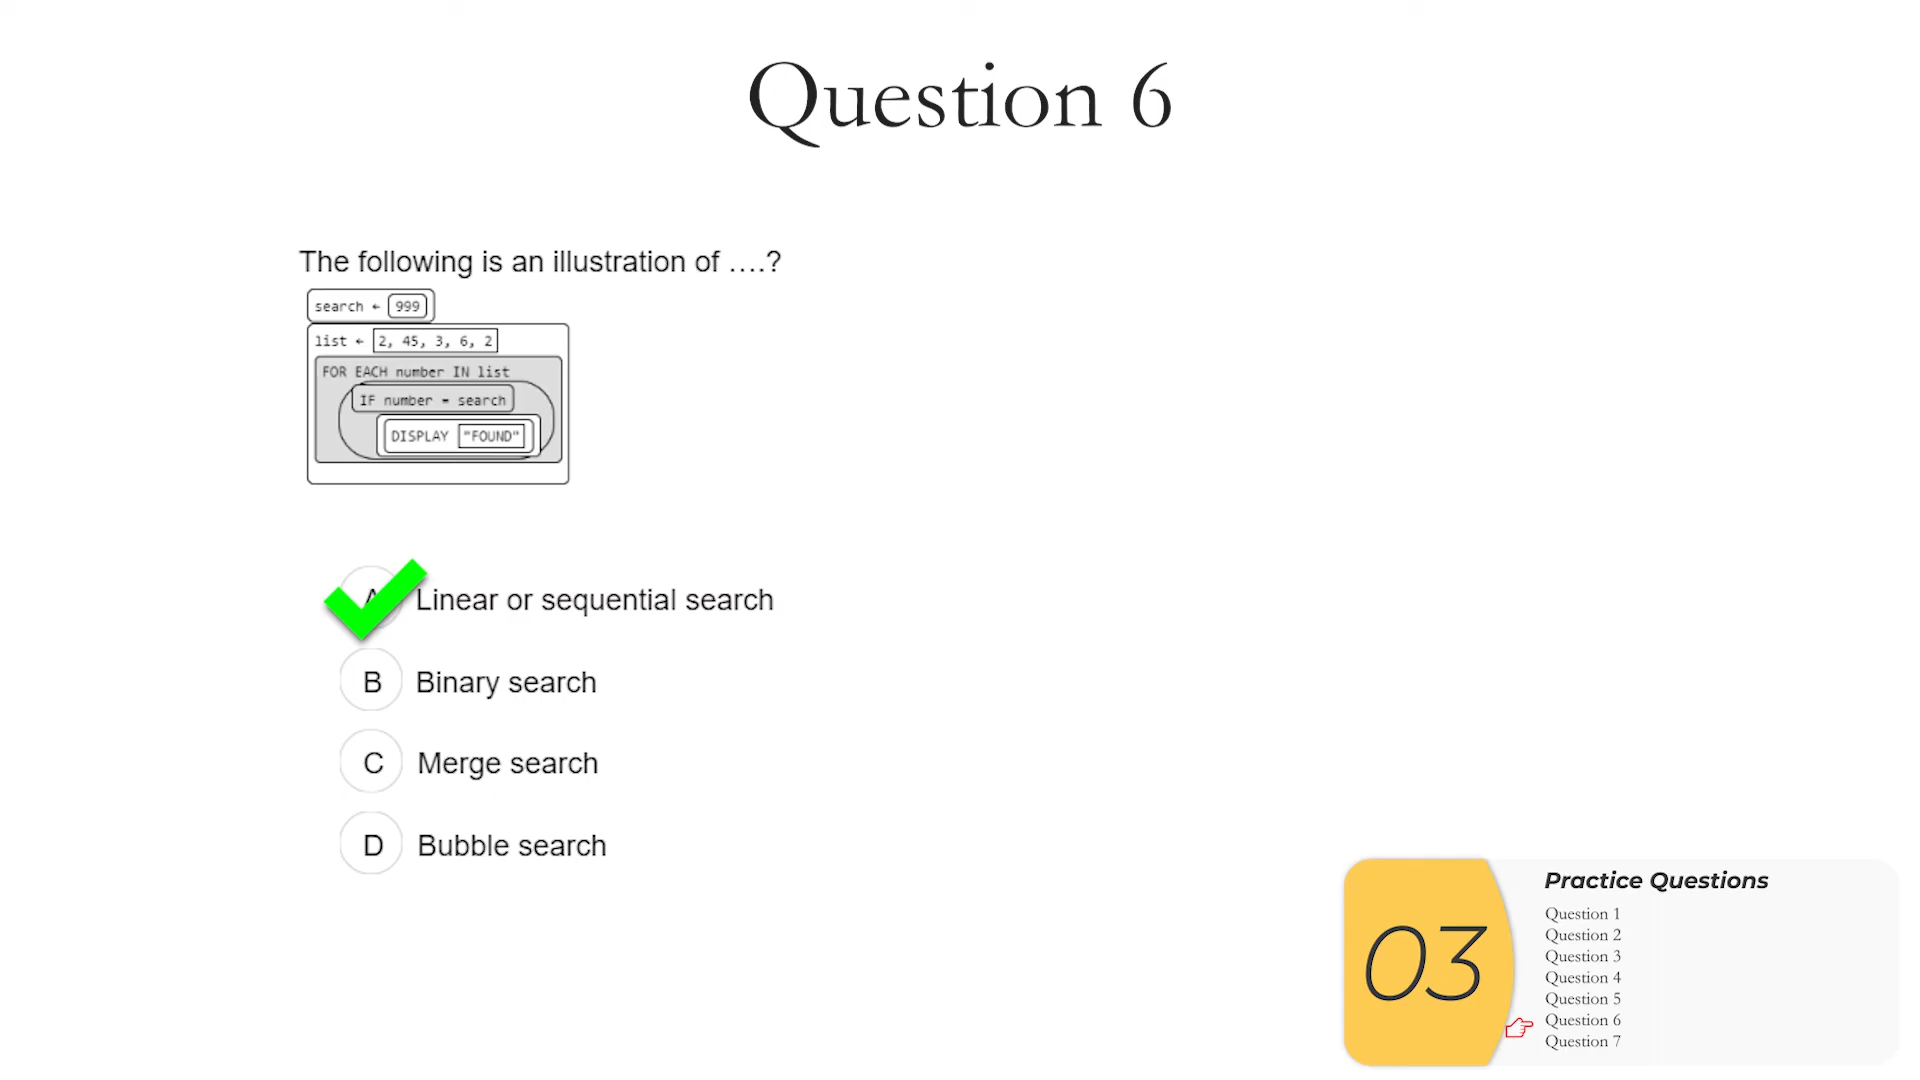 Question 6
The following is an illustration of ....?
search ← 999
list ← 2, 45, 3, 6, 2
FOR EACH number IN list
IF number = search
DISPLAY "FOUND"
A Linear or sequential search
B Binary search
C Merge search
D Bubble search
03
Practice Questions
Question 1
Question 2
Question 3
Question 4
Question 5
Question 6
Question 7